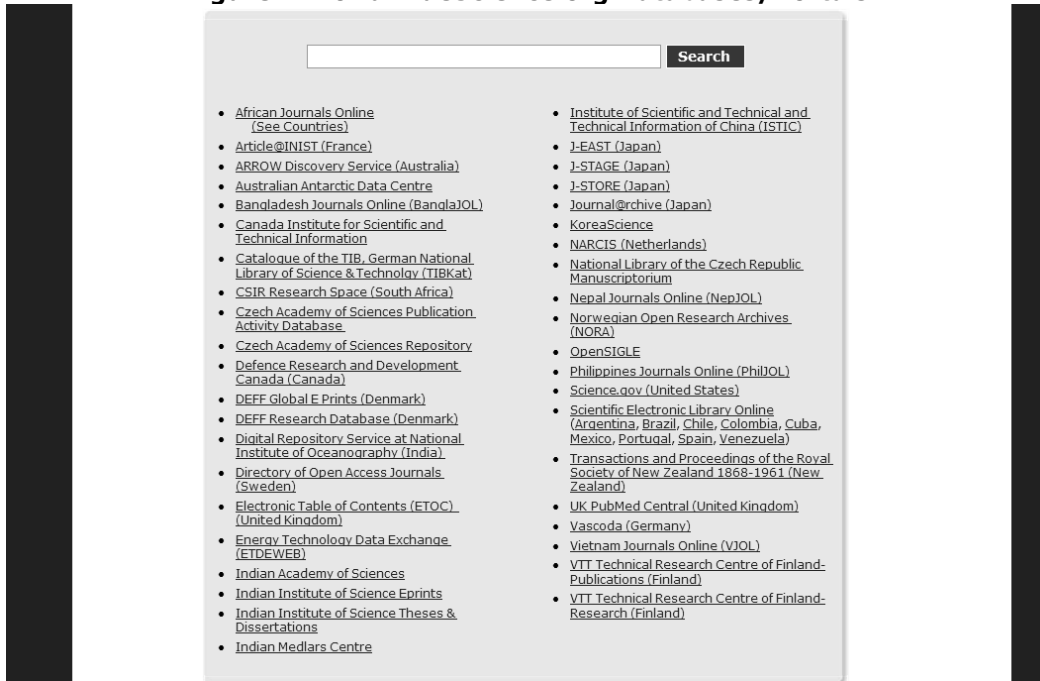 Search
African Journals Online
(See Countries)
Article@INIST (France)
ARROW Discovery Service (Australia)
Australian Antarctic Data Centre
Bangladesh Journals Online (BanglaJOL)
Canada Institute for Scientific and
Technical Information
Catalogue of the TIB, German National
Library of Science & Technolgy (TIBKat)
CSIR Research Space (South Africa)
Czech Academy of Sciences Publication
Activity Database
Czech Academy of Sciences Repository
Defence Research and Development
Canada (Canada)
DEFF Global E Prints (Denmark)
DEFF Research Database (Denmark)
Digital Repository Service at National
Institute of Oceanography (India)
Directory of Open Access Journals
(Sweden)
Electronic Table of Contents (ETOC)
(United Kingdom)
Energy Technology Data Exchange
(ETDEWEB)
Indian Academy of Sciences
Indian Institute of Science Eprints
Indian Institute of Science Theses &
Dissertations
Indian Medlars Centre
Institute of Scientific and Technical and
Technical Information of China (ISTIC)
J-EAST (Japan)
J-STAGE (Japan)
J-STORE (Japan)
Journal@rchive (Japan)
KoreaScience
NARCIS (Netherlands)
National Library of the Czech Republic
Manuscriptorium
Nepal Journals Online (NepJOL)
Norwegian Open Research Archives
(NORA)
OpenSIGLE
Philippines Journals Online (PhilJOL)
Science.gov (United States)
Scientific Electronic Library Online
(Argentina, Brazil, Chile, Colombia, Cuba,
Mexico, Portugal, Spain, Venezuela)
Transactions and Proceedings of the Royal
Society of New Zealand 1868-1961 (New
Zealand)
UK PubMed Central (United Kingdom)
Vascoda (Germany)
Vietnam Journals Online (VJOL)
VTT Technical Research Centre of Finland-
Publications (Finland)
VTT Technical Research Centre of Finland-
Research (Finland)